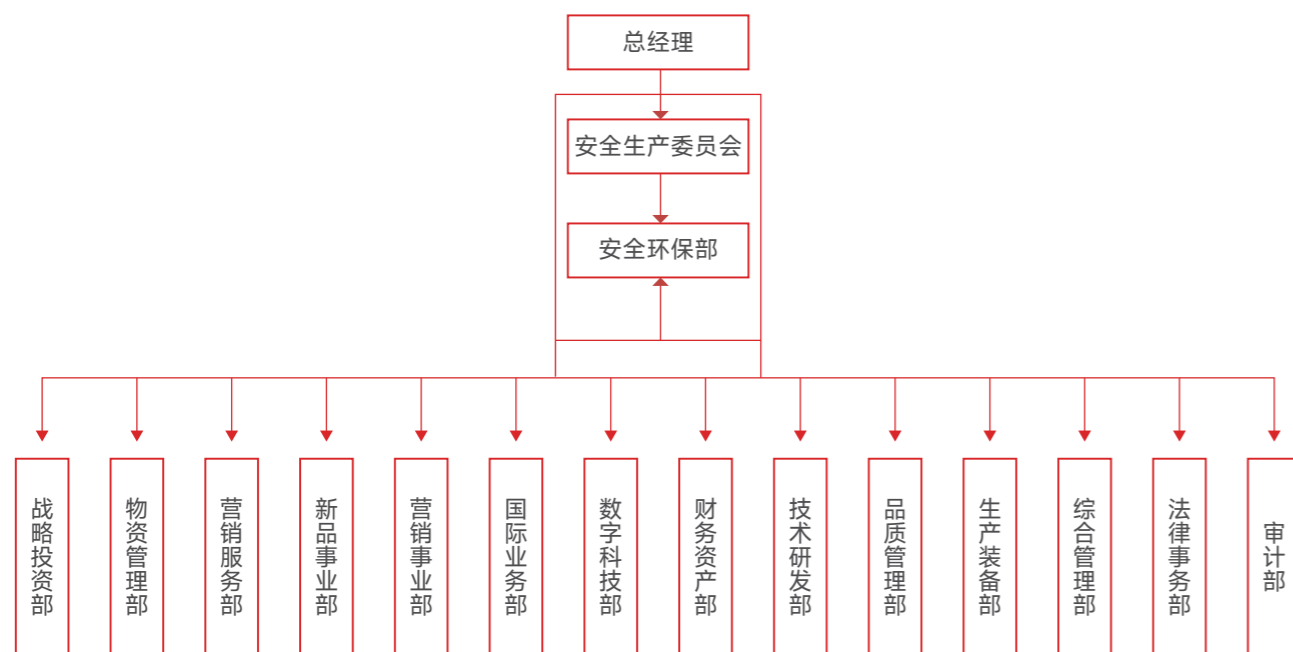 总经理
安全生产委员会
安全环保部
战略投资部
物资管理部
营销服务部
新品事业部
营销事业部
国际业务部
数字科技部
财务资产部
技术研发部
品质管理部
生产装备部
综合管理部
法律事务部
审计部